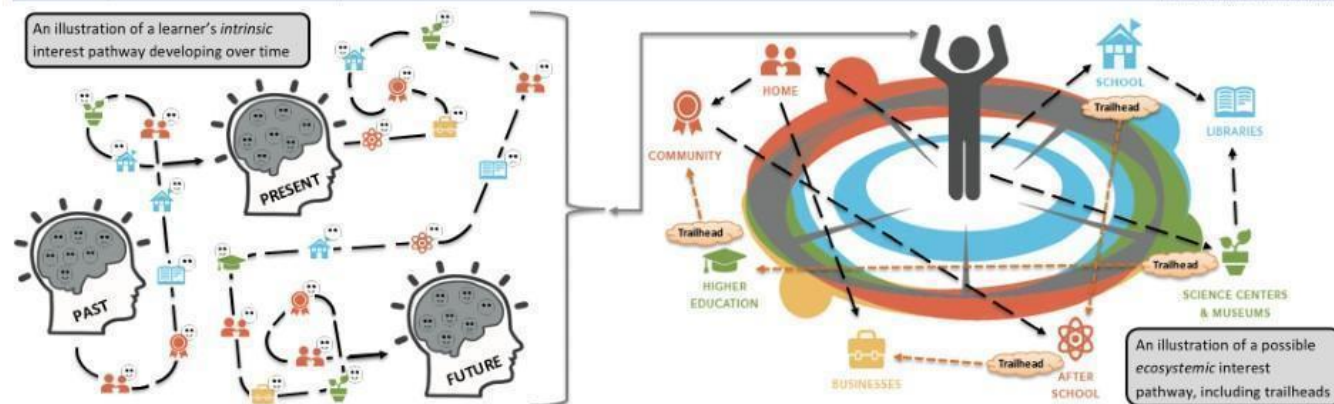 An illustration of a learner's intrinsic
interest pathway developing over time
PRESENT
PAST
FUTURE
HOME
SCHOOL
Trailhead
LIBRARIES
COMMUNITY
Trailhead
Trailhead
HIGHER
EDUCATION
SCIENCE CENTERS
& MUSEUMS
BUSINESSES
Trailhead
AFTER
SCHOOL
An illustration of a possible
ecosystemic interest
pathway, including trailheads